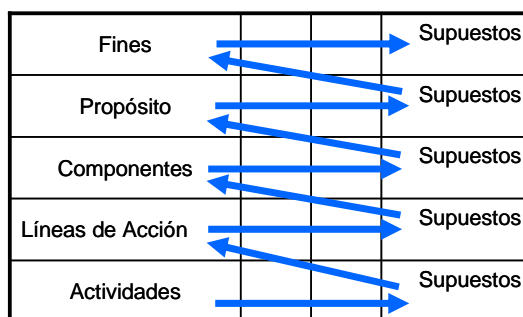 Fines
Supuestos
Propósito
Supuestos
Componentes
Supuestos
Líneas de Acción
Supuestos
Actividades
Supuestos